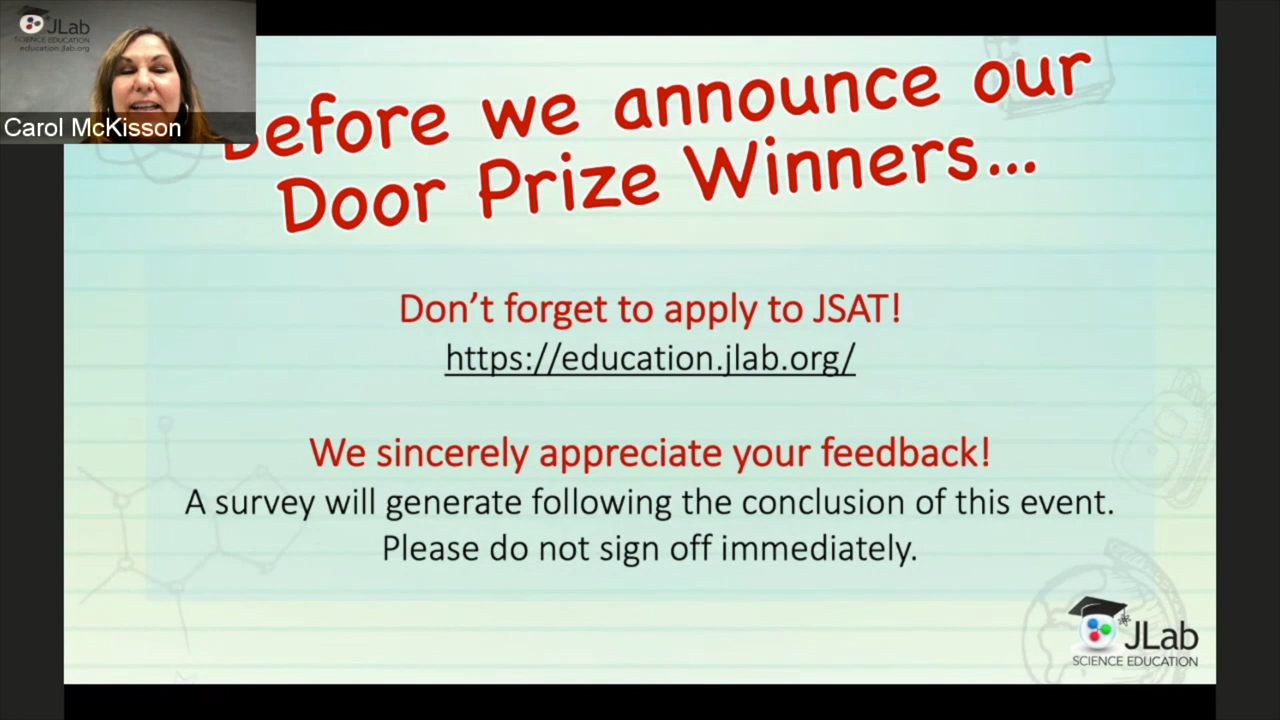 JLab
SCIENCE EDUCATION
education.jlab.org
Carol McKisson
Before we announce our
Door Prize Winners...
Don't forget to apply to JSAT!
https://education.jlab.org/
We sincerely appreciate your feedback!
A survey will generate following the conclusion of this event.
Please do not sign off immediately.
JLab
SCIENCE EDUCATION